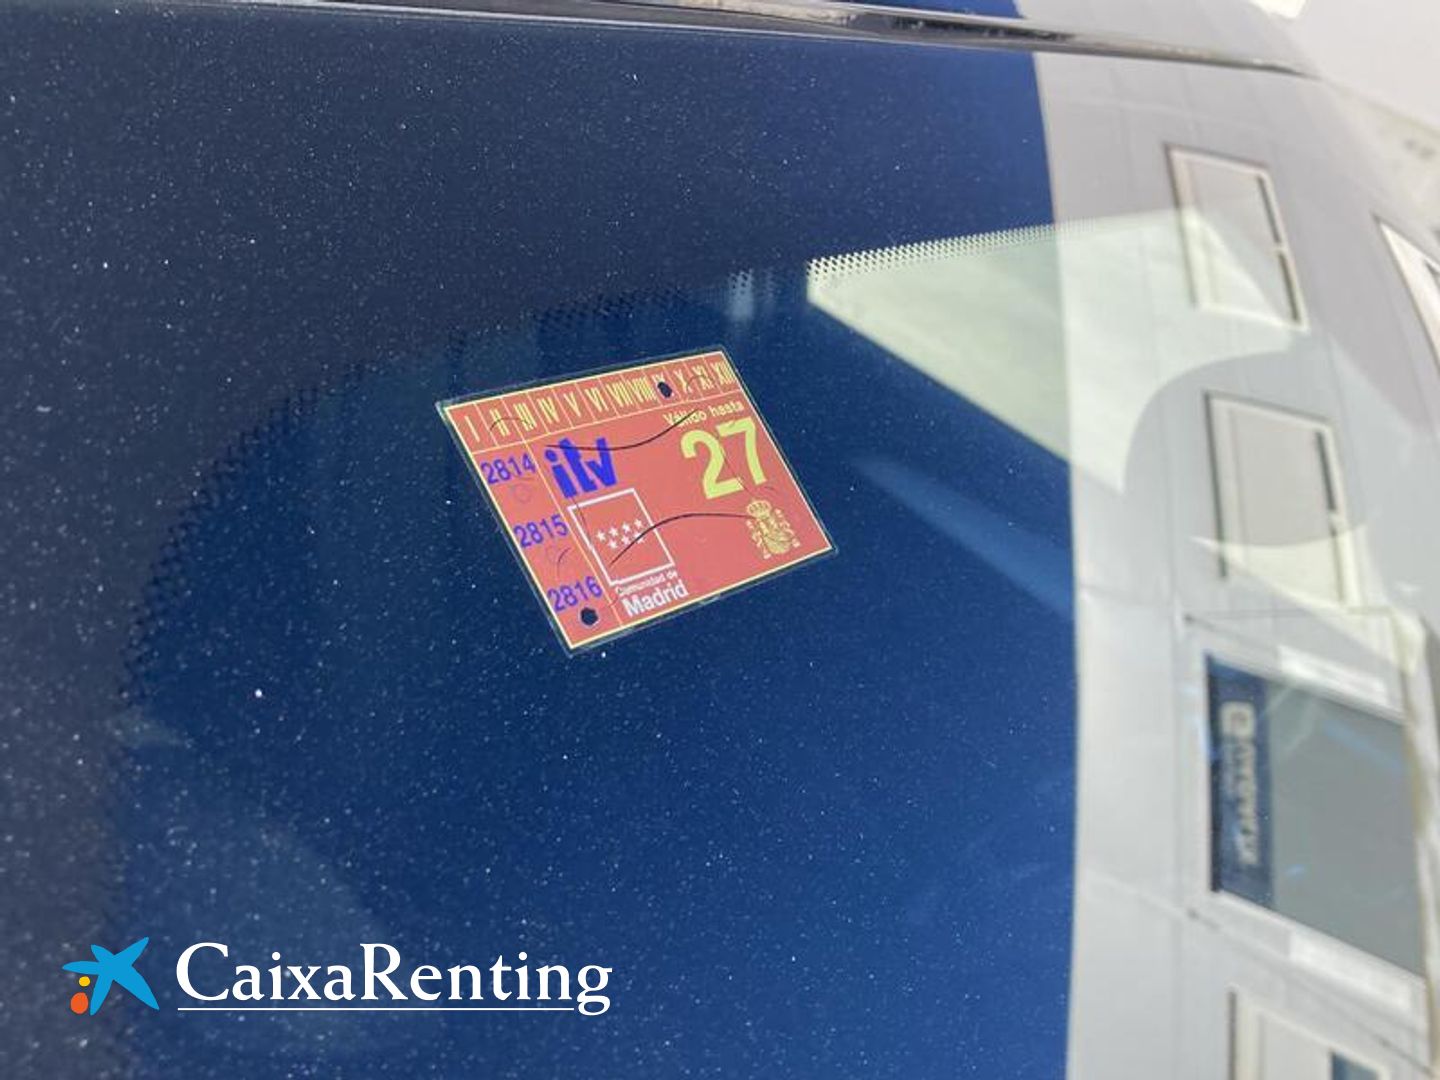 I II III IV V VI VII VIII IX X XI XII
Válido hasta
27
2814
itv
2815
2816
Comunidad de
Madrid
CaixaRenting